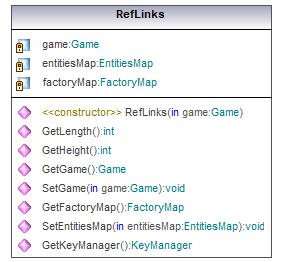 RefLinks
game:Game
entitiesMap:EntitiesMap
factoryMap:FactoryMap
<<constructor>> RefLinks(in game:Game)
GetLength():int
GetHeight():int
GetGame():Game
SetGame(in game:Game):void
GetFactoryMap():FactoryMap
SetEntitiesMap(in entitiesMap:EntitiesMap):void
GetKeyManager():KeyManager